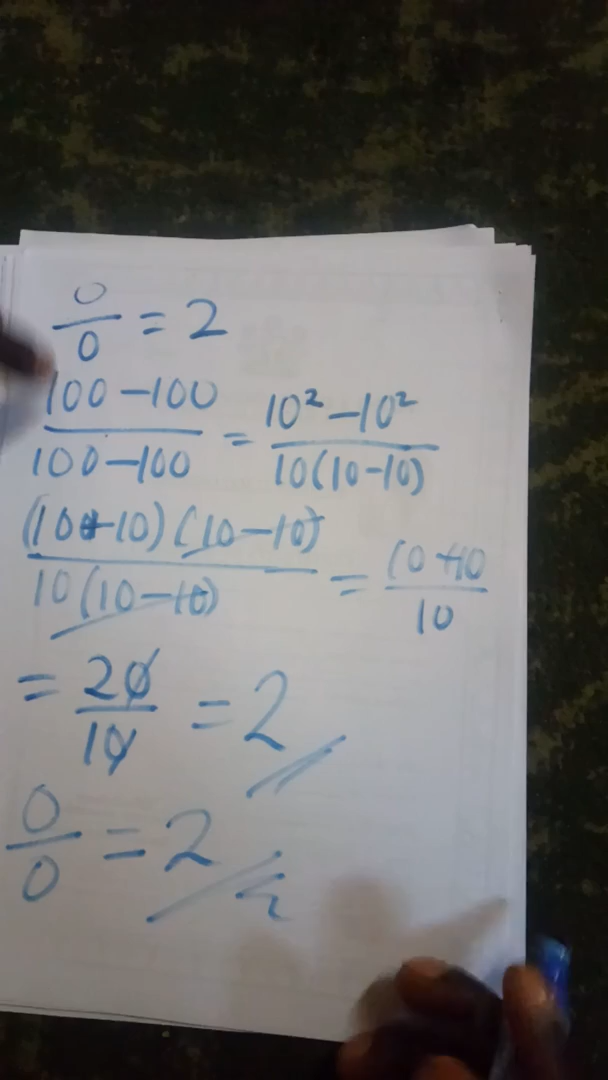 0/0 = 2
(100 - 100)/(100 - 100) = (10² - 10²)/(10(10 - 10))
((10 + 10)(10 - 10))/(10(10 - 10)) = (10 + 10)/10
= 20/10 = 2
0/0 = 2